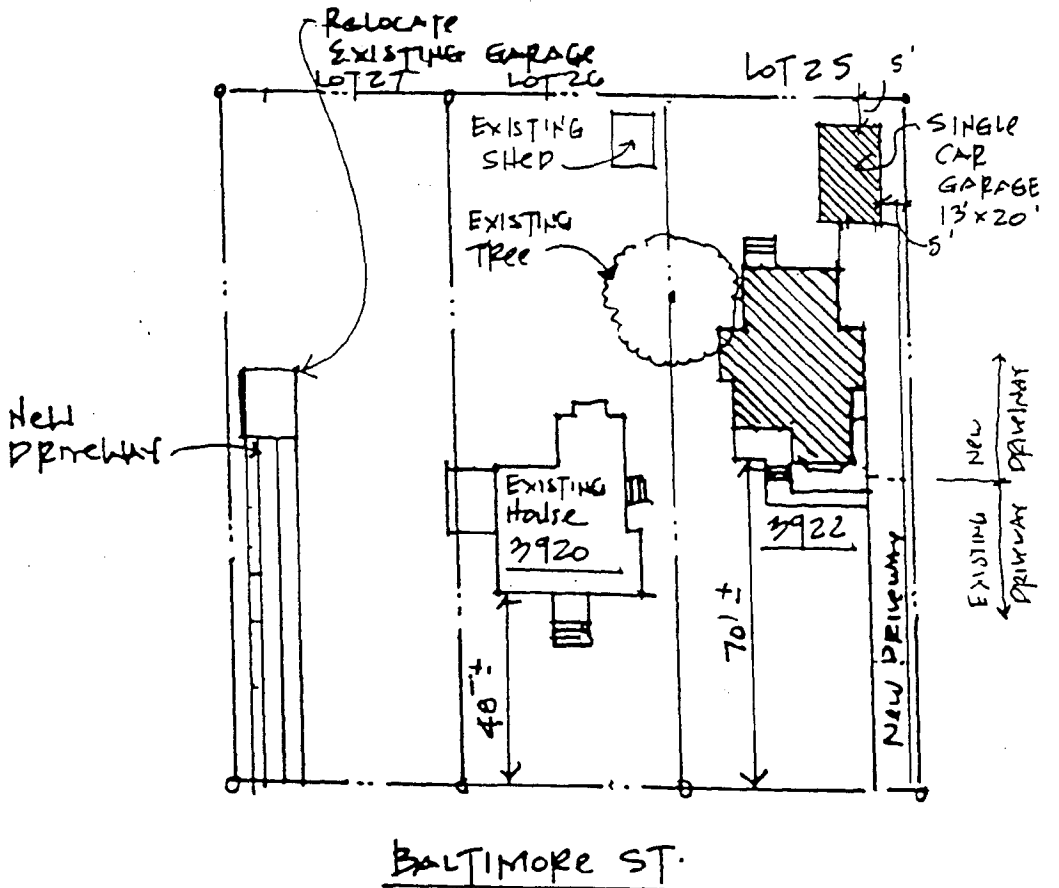 RELOCATE
EXISTING GARAGE
LOT 27
LOT 26
LOT 25
5'
EXISTING
SHED
SINGLE
CAR
GARAGE
13'x20'
5'
EXISTING
TREE
NEW
DRIVEWAY
EXISTING
HOUSE
3920
3922
NEW
DRIVEWAY
EXISTING
DRIVWAY
NEW DRIVEWAY
48'±
70'±
BALTIMORE ST.